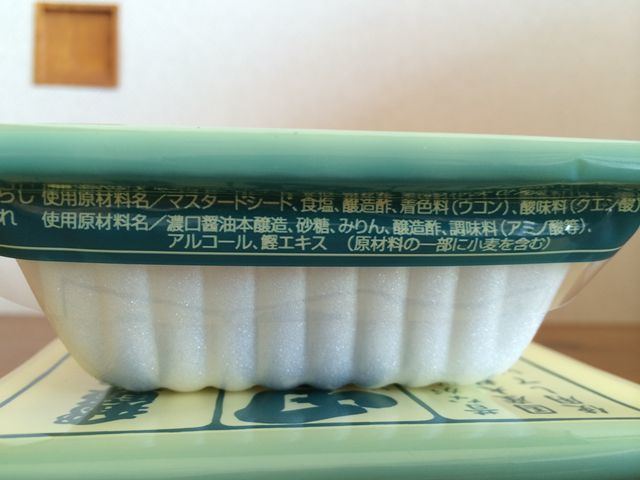 らし 使用原材料名／マスタードシード、食塩、醸造酢、着色料（ウコン）、酸味料（クエン酸）
れ 使用原材料名／濃口醤油本醸造、砂糖、みりん、醸造酢、調味料（アミノ酸等）、
アルコール、鰹エキス （原材料の一部に小麦を含む）